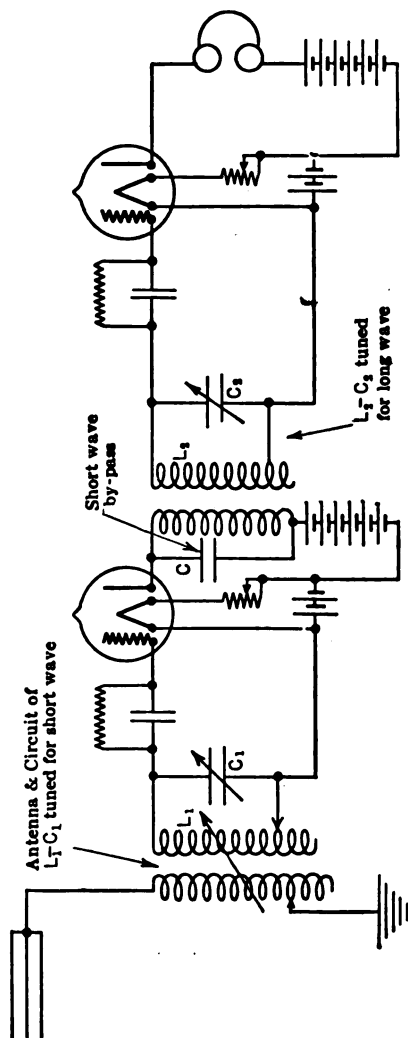 Antenna & Circuit of
L₁–C₁ tuned for short wave
L₁
C₁
Short wave
by-pass
C
L₂
C₂
L₂–C₂ tuned
for long wave